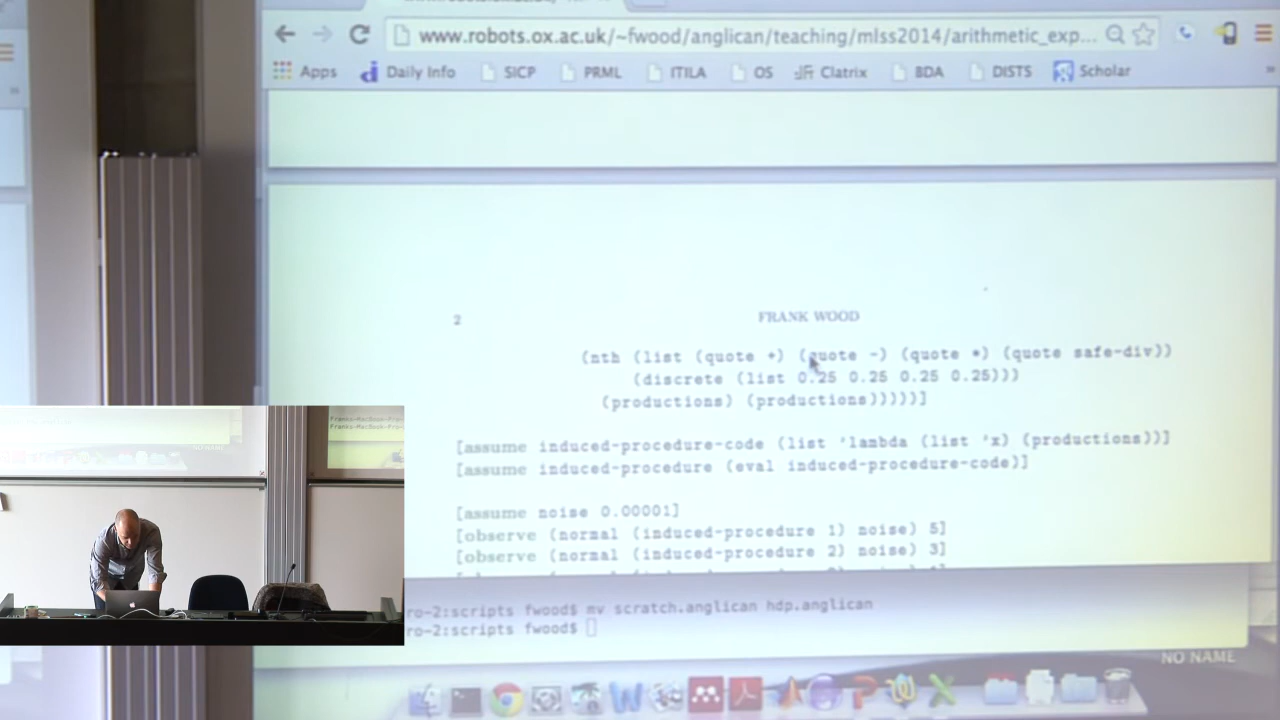 www.robots.ox.ac.uk/~fwood/anglican/teaching/mlss2014/arithmetic_exp...
Apps Daily Info SICP PRML ITILA OS Clatrix BDA DISTS Scholar
2 FRANK WOOD
(nth (list (quote +) (quote -) (quote *) (quote safe-div))
(discrete (list 0.25 0.25 0.25 0.25)))
(productions) (productions)))))]
[assume induced-procedure-code (list 'lambda (list 'x) (productions))]
[assume induced-procedure (eval induced-procedure-code)]
[assume noise 0.00001]
[observe (normal (induced-procedure 1) noise) 5]
[observe (normal (induced-procedure 2) noise) 3]
ro-2:scripts fwood$ mv scratch.anglican hdp.anglican
ro-2:scripts fwood$
NO NAME